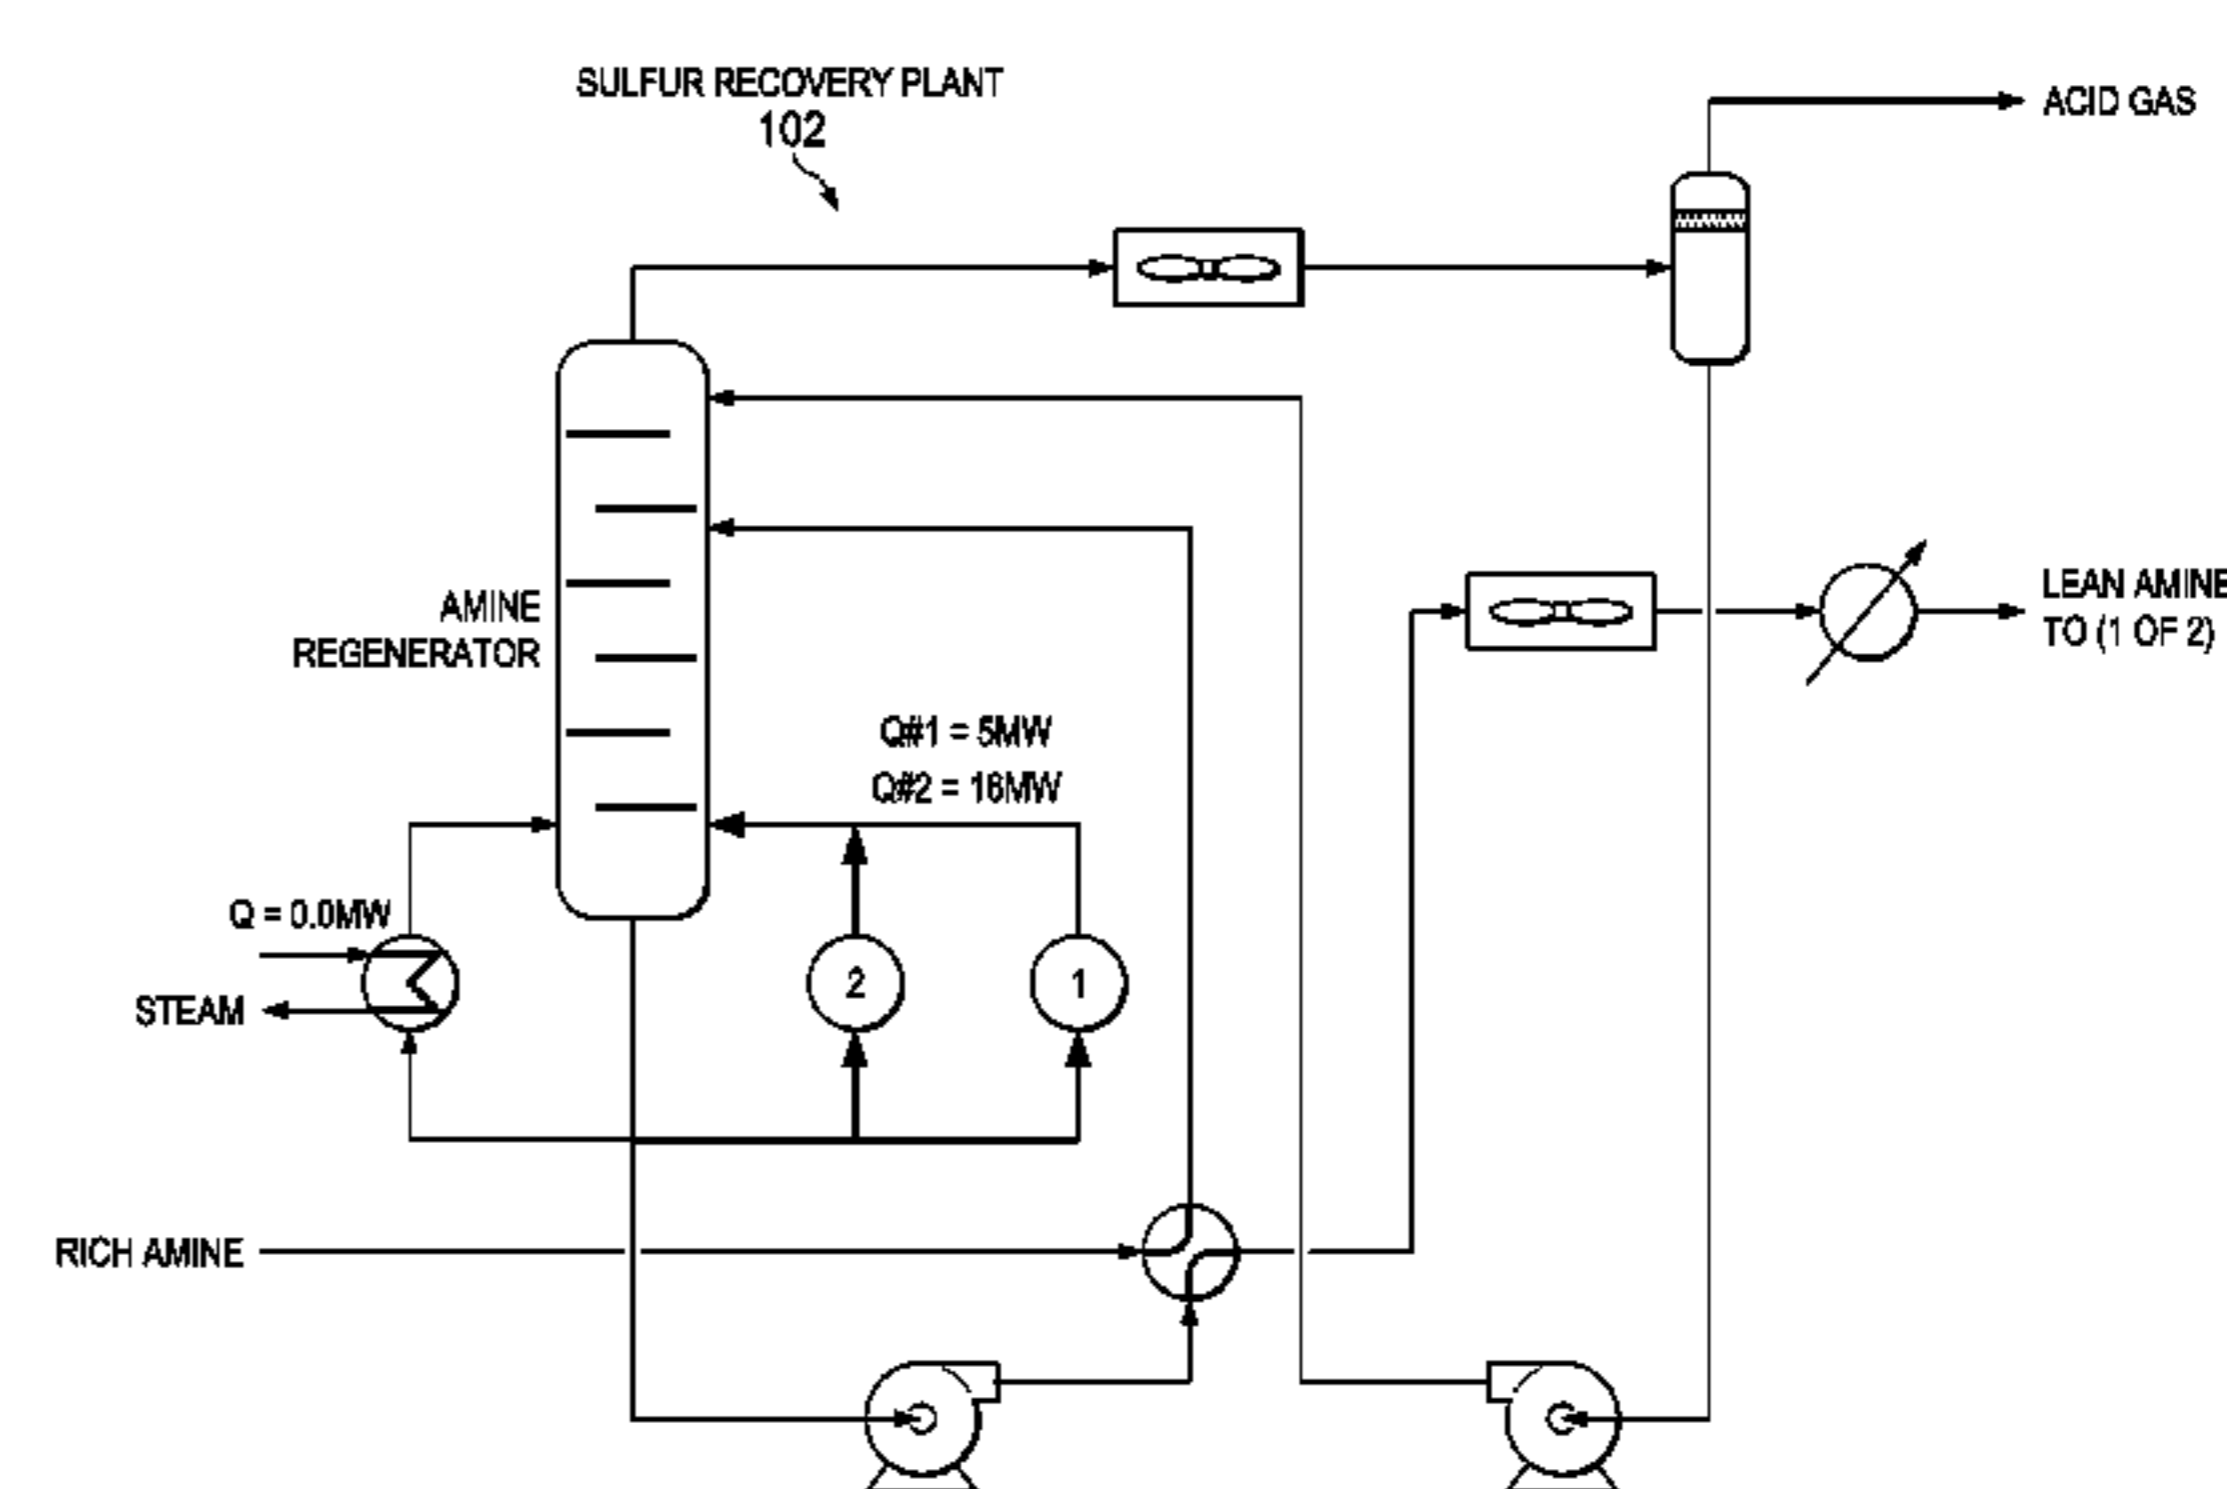 SULFUR RECOVERY PLANT
102
ACID GAS
AMINE
REGENERATOR
LEAN AMINE
TO (1 OF 2)
Q#1 = 5MW
Q#2 = 16MW
Q = 0.0MW
STEAM
2
1
RICH AMINE